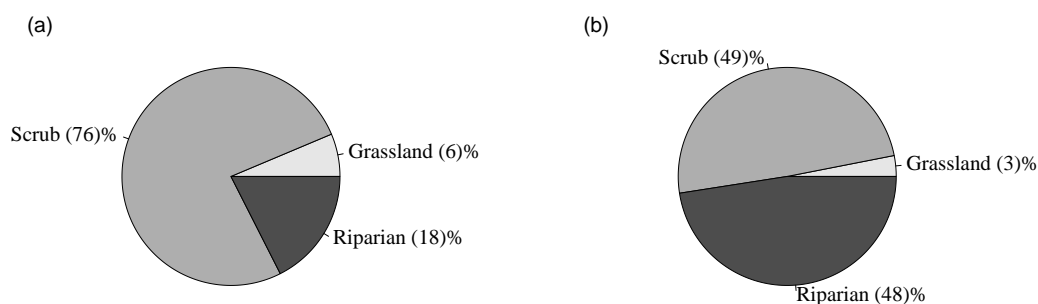 (a)
(b)
Scrub (76)%
Grassland (6)%
Riparian (18)%
Scrub (49)%
Grassland (3)%
Riparian (48)%